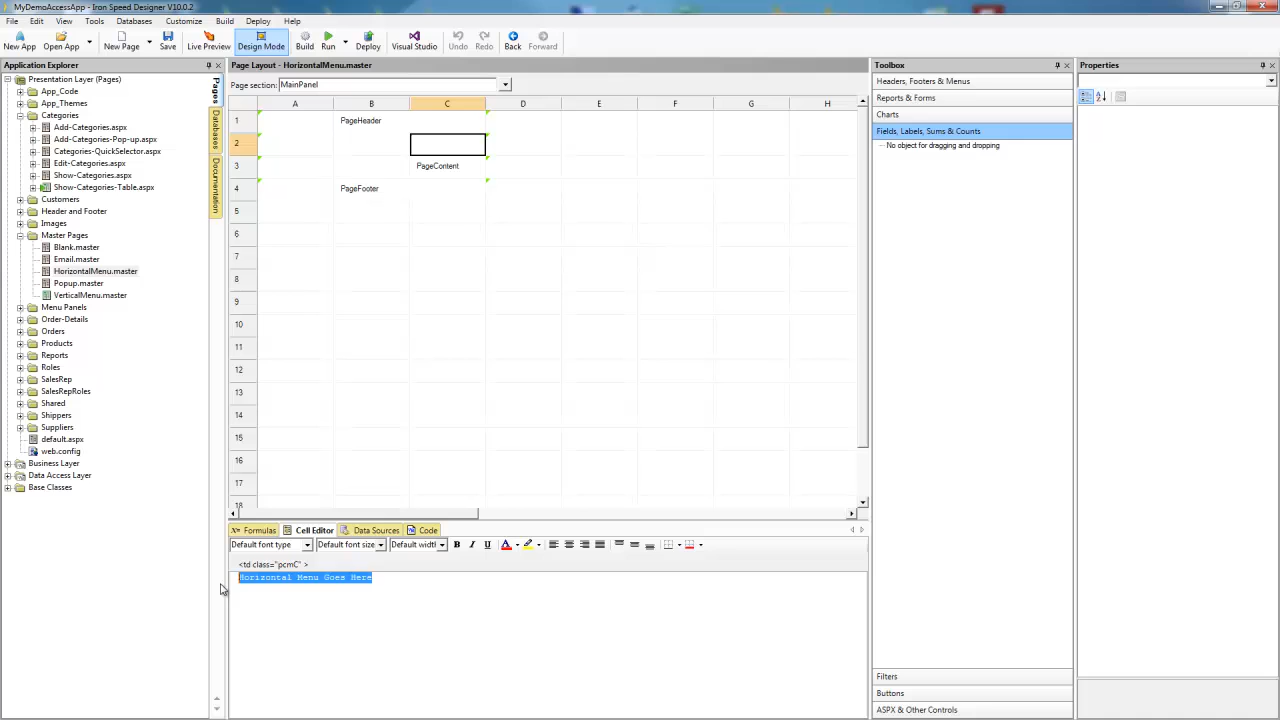 MyDemoAccessApp - Iron Speed Designer V10.0.2
File Edit View Tools Databases Customize Build Deploy Help
New App Open App New Page Save Live Preview Design Mode Build Run Deploy Visual Studio Undo Redo Back Forward
Application Explorer
Presentation Layer (Pages)
App_Code
App_Themes
Categories
Add-Categories.aspx
Add-Categories-Pop-up.aspx
Categories-QuickSelector.aspx
Edit-Categories.aspx
Show-Categories.aspx
Show-Categories-Table.aspx
Customers
Header and Footer
Images
Master Pages
Blank.master
Email.master
HorizontalMenu.master
Popup.master
VerticalMenu.master
Menu Panels
Order-Details
Orders
Products
Reports
Roles
SalesRep
SalesRepRoles
Shared
Shippers
Suppliers
default.aspx
web.config
Business Layer
Data Access Layer
Base Classes
Pages
Databases
Documentation
Page Layout - HorizontalMenu.master
Page section: MainPanel
A B C D E F G H
1 PageHeader
2
3 PageContent
4 PageFooter
5
6
7
8
9
10
11
12
13
14
15
16
17
18
Formulas Cell Editor Data Sources Code
Default font type Default font size Default width B I U A
<td class="pcmC" >
Horizontal Menu Goes Here
Toolbox
Headers, Footers & Menus
Reports & Forms
Charts
Fields, Labels, Sums & Counts
No object for dragging and dropping
Filters
Buttons
ASPX & Other Controls
Properties